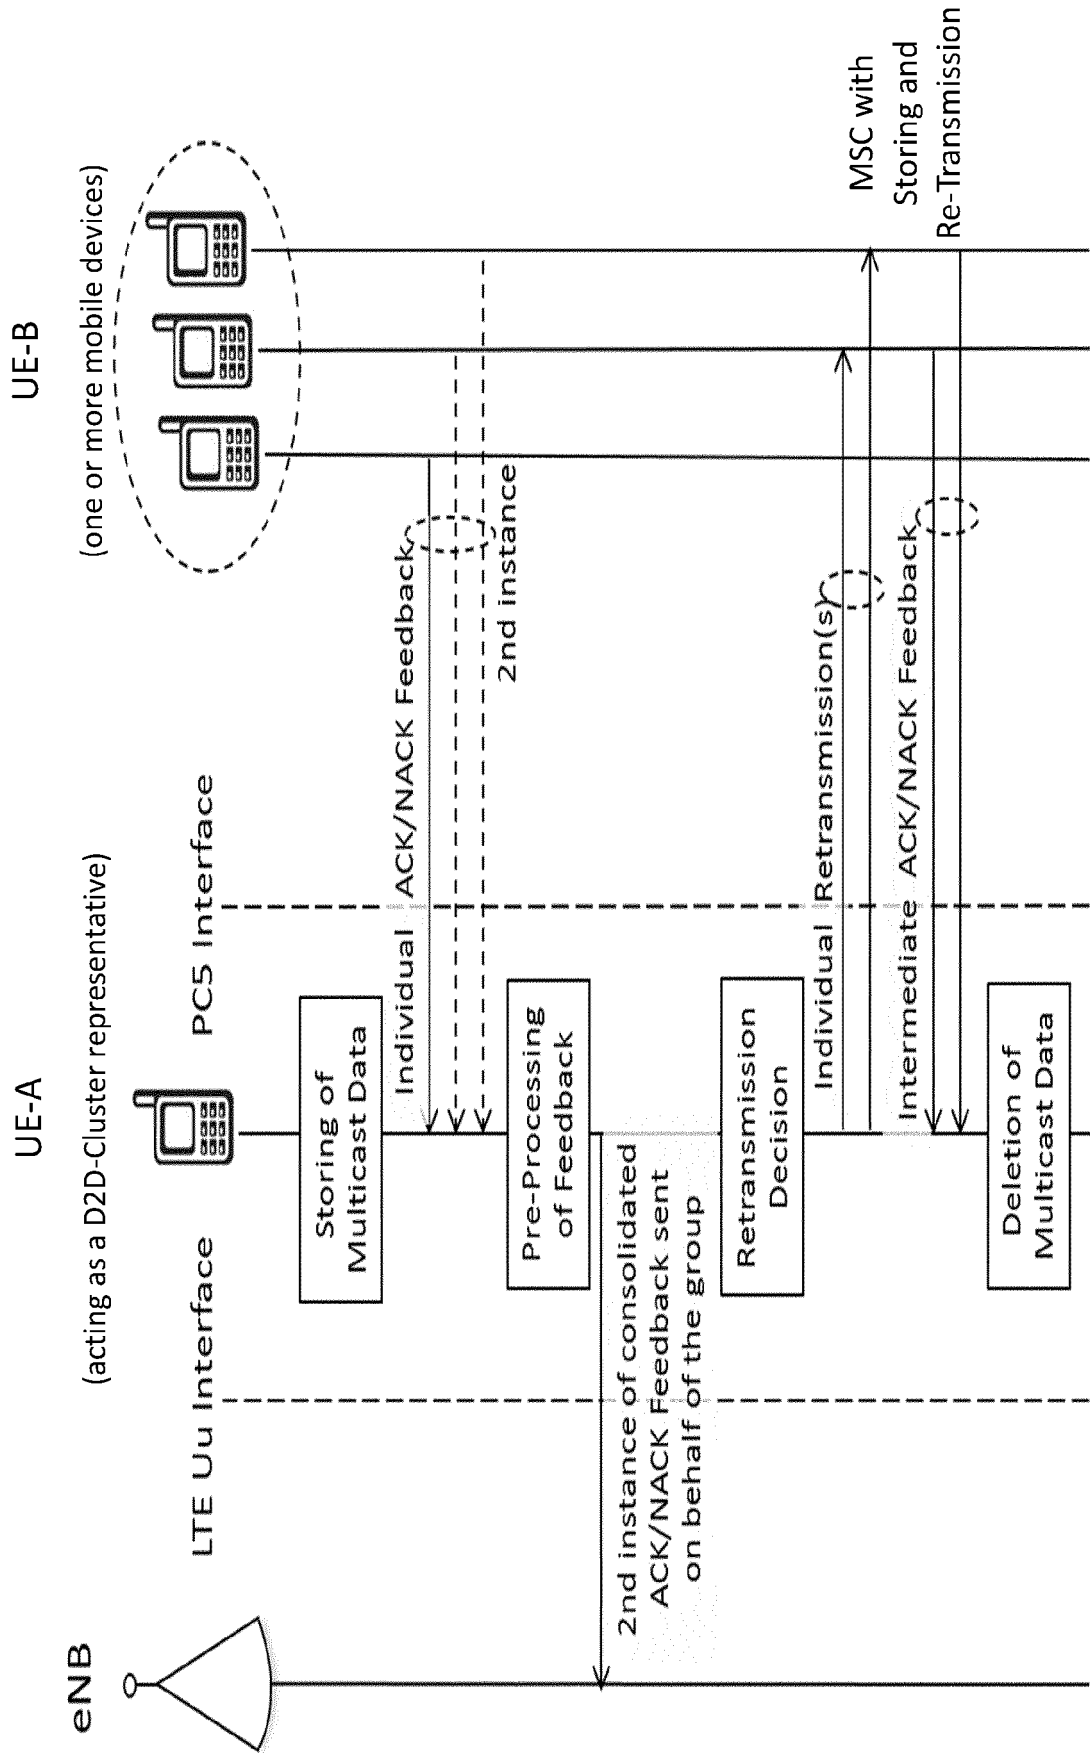 eNB
UE-A
(acting as a D2D-Cluster representative)
UE-B
(one or more mobile devices)
LTE Uu Interface
PC5 Interface
Storing of
Multicast Data
Individual ACK/NACK Feedback
2nd instance
Pre-Processing
of Feedback
2nd instance of consolidated
ACK/NACK Feedback sent
on behalf of the group
Retransmission
Decision
Individual Retransmission(s)
Intermediate ACK/NACK Feedback
Deletion of
Multicast Data
MSC with
Storing and
Re-Transmission